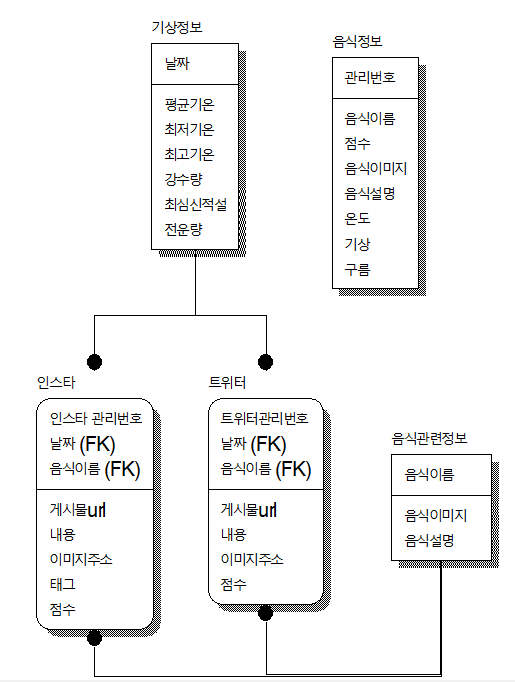 기상정보
날짜
평균기온
최저기온
최고기온
강수량
최심신적설
전운량
음식정보
관리번호
음식이름
점수
음식이미지
음식설명
온도
기상
구름
인스타
인스타 관리번호
날짜 (FK)
음식이름 (FK)
게시물url
내용
이미지주소
태그
점수
트위터
트위터관리번호
날짜 (FK)
음식이름 (FK)
게시물url
내용
이미지주소
점수
음식관련정보
음식이름
음식이미지
음식설명